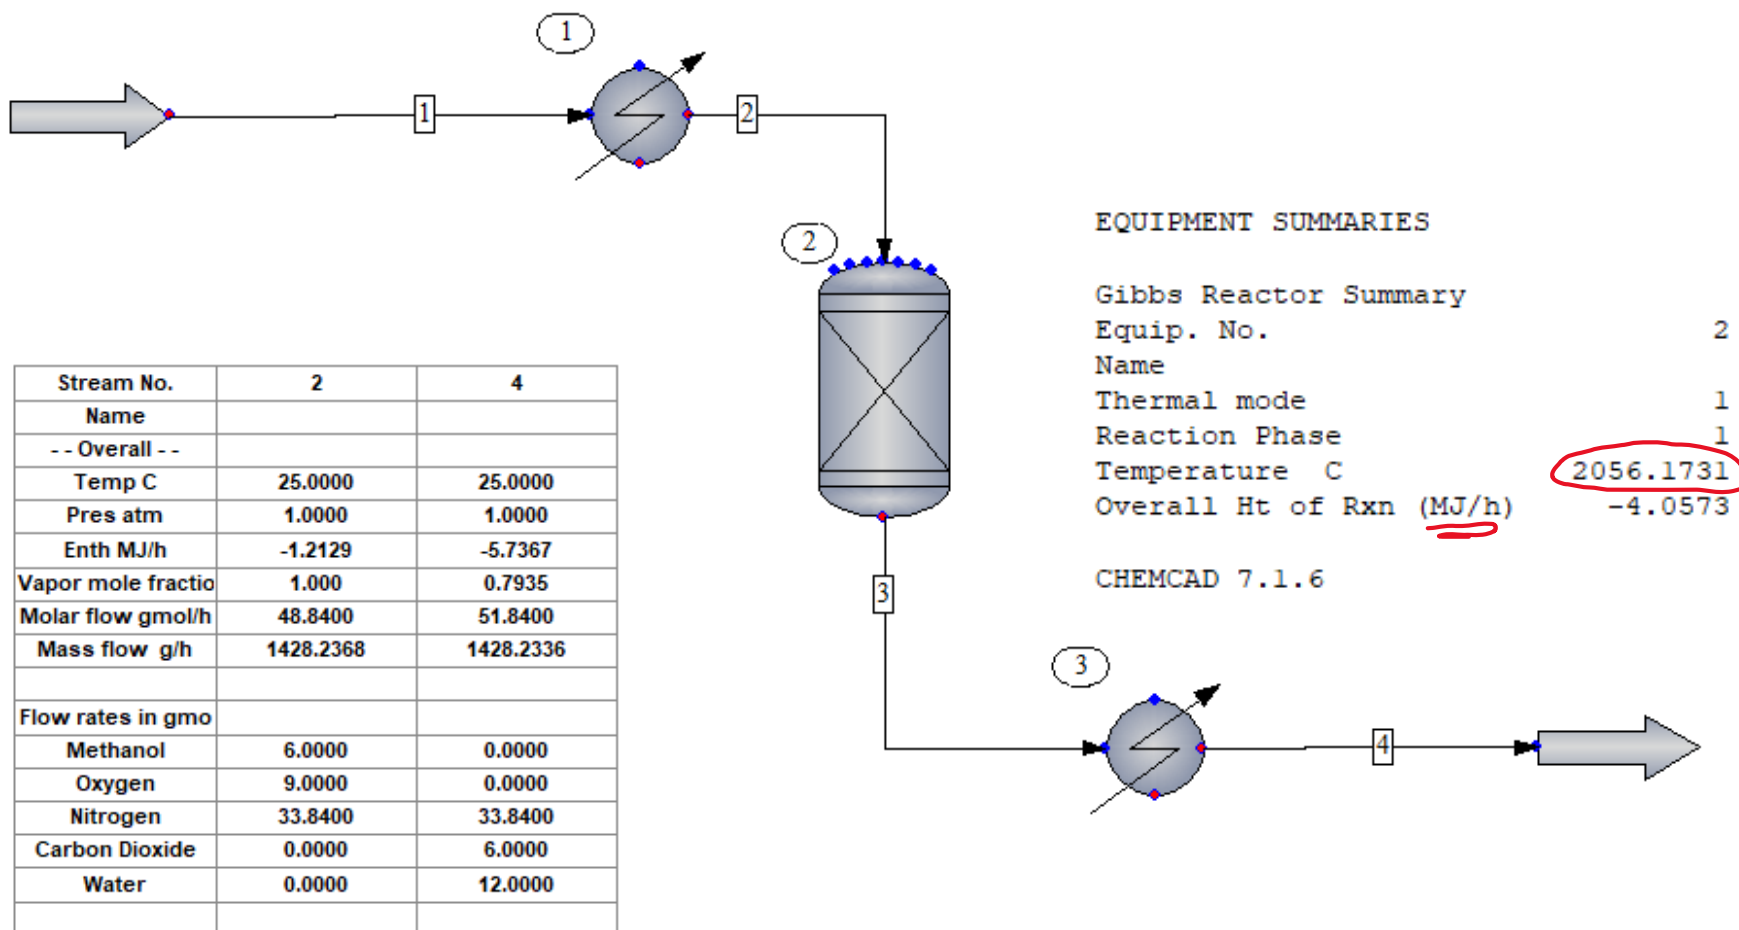 1
1
2
2
3
3
4
EQUIPMENT SUMMARIES
Gibbs Reactor Summary
Equip. No. 2
Name
Thermal mode 1
Reaction Phase 1
Temperature C 2056.1731
Overall Ht of Rxn (MJ/h) -4.0573
CHEMCAD 7.1.6
Stream No. 2 4
Name
- - Overall - -
Temp C 25.0000 25.0000
Pres atm 1.0000 1.0000
Enth MJ/h -1.2129 -5.7367
Vapor mole fractio 1.000 0.7935
Molar flow gmol/h 48.8400 51.8400
Mass flow g/h 1428.2368 1428.2336
Flow rates in gmo
Methanol 6.0000 0.0000
Oxygen 9.0000 0.0000
Nitrogen 33.8400 33.8400
Carbon Dioxide 0.0000 6.0000
Water 0.0000 12.0000